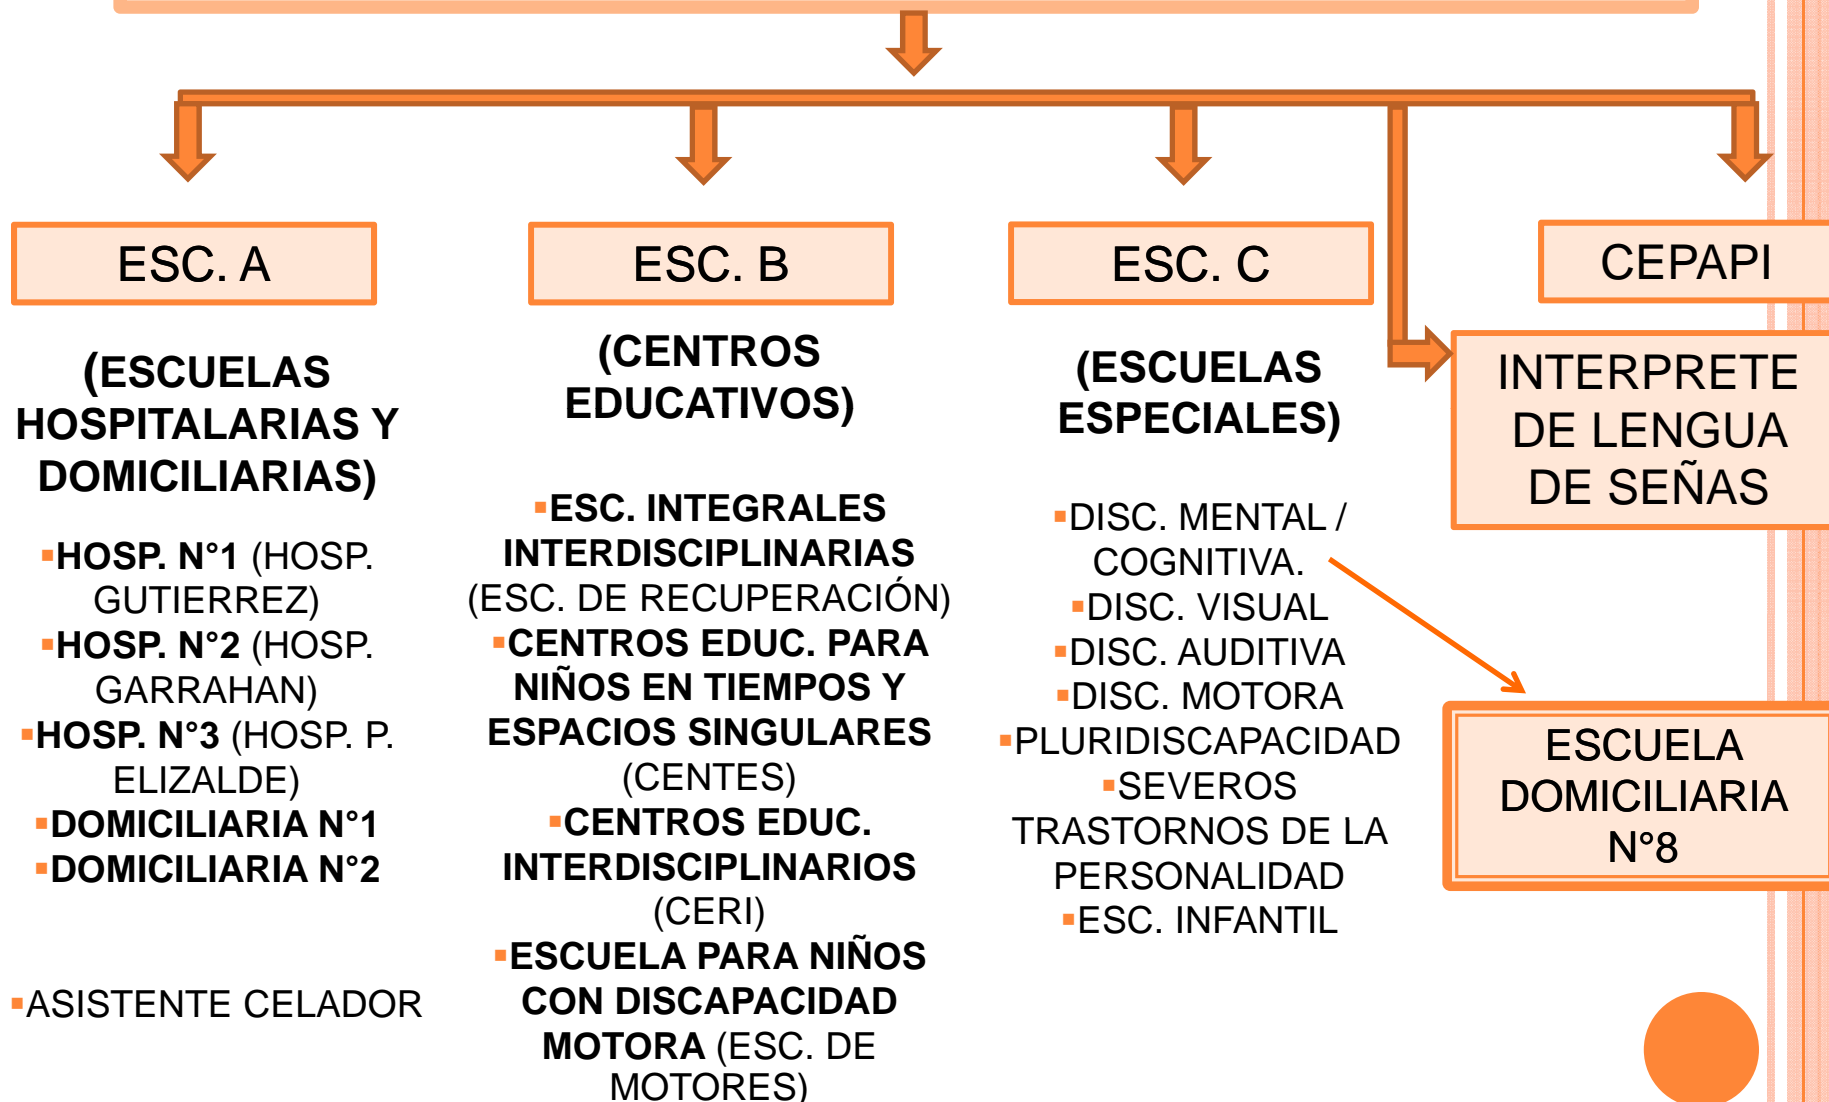 ESC. A
(ESCUELAS
HOSPITALARIAS Y
DOMICILIARIAS)
▪HOSP. N°1 (HOSP.
GUTIERREZ)
▪HOSP. N°2 (HOSP.
GARRAHAN)
▪HOSP. N°3 (HOSP. P.
ELIZALDE)
▪DOMICILIARIA N°1
▪DOMICILIARIA N°2
▪ASISTENTE CELADOR
ESC. B
(CENTROS
EDUCATIVOS)
▪ESC. INTEGRALES
INTERDISCIPLINARIAS
(ESC. DE RECUPERACIÓN)
▪CENTROS EDUC. PARA
NIÑOS EN TIEMPOS Y
ESPACIOS SINGULARES
(CENTES)
▪CENTROS EDUC.
INTERDISCIPLINARIOS
(CERI)
▪ESCUELA PARA NIÑOS
CON DISCAPACIDAD
MOTORA (ESC. DE
MOTORES)
ESC. C
(ESCUELAS
ESPECIALES)
▪DISC. MENTAL /
COGNITIVA.
▪DISC. VISUAL
▪DISC. AUDITIVA
▪DISC. MOTORA
▪PLURIDISCAPACIDAD
▪SEVEROS
TRASTORNOS DE LA
PERSONALIDAD
▪ESC. INFANTIL
CEPAPI
INTERPRETE
DE LENGUA
DE SEÑAS
ESCUELA
DOMICILIARIA
N°8